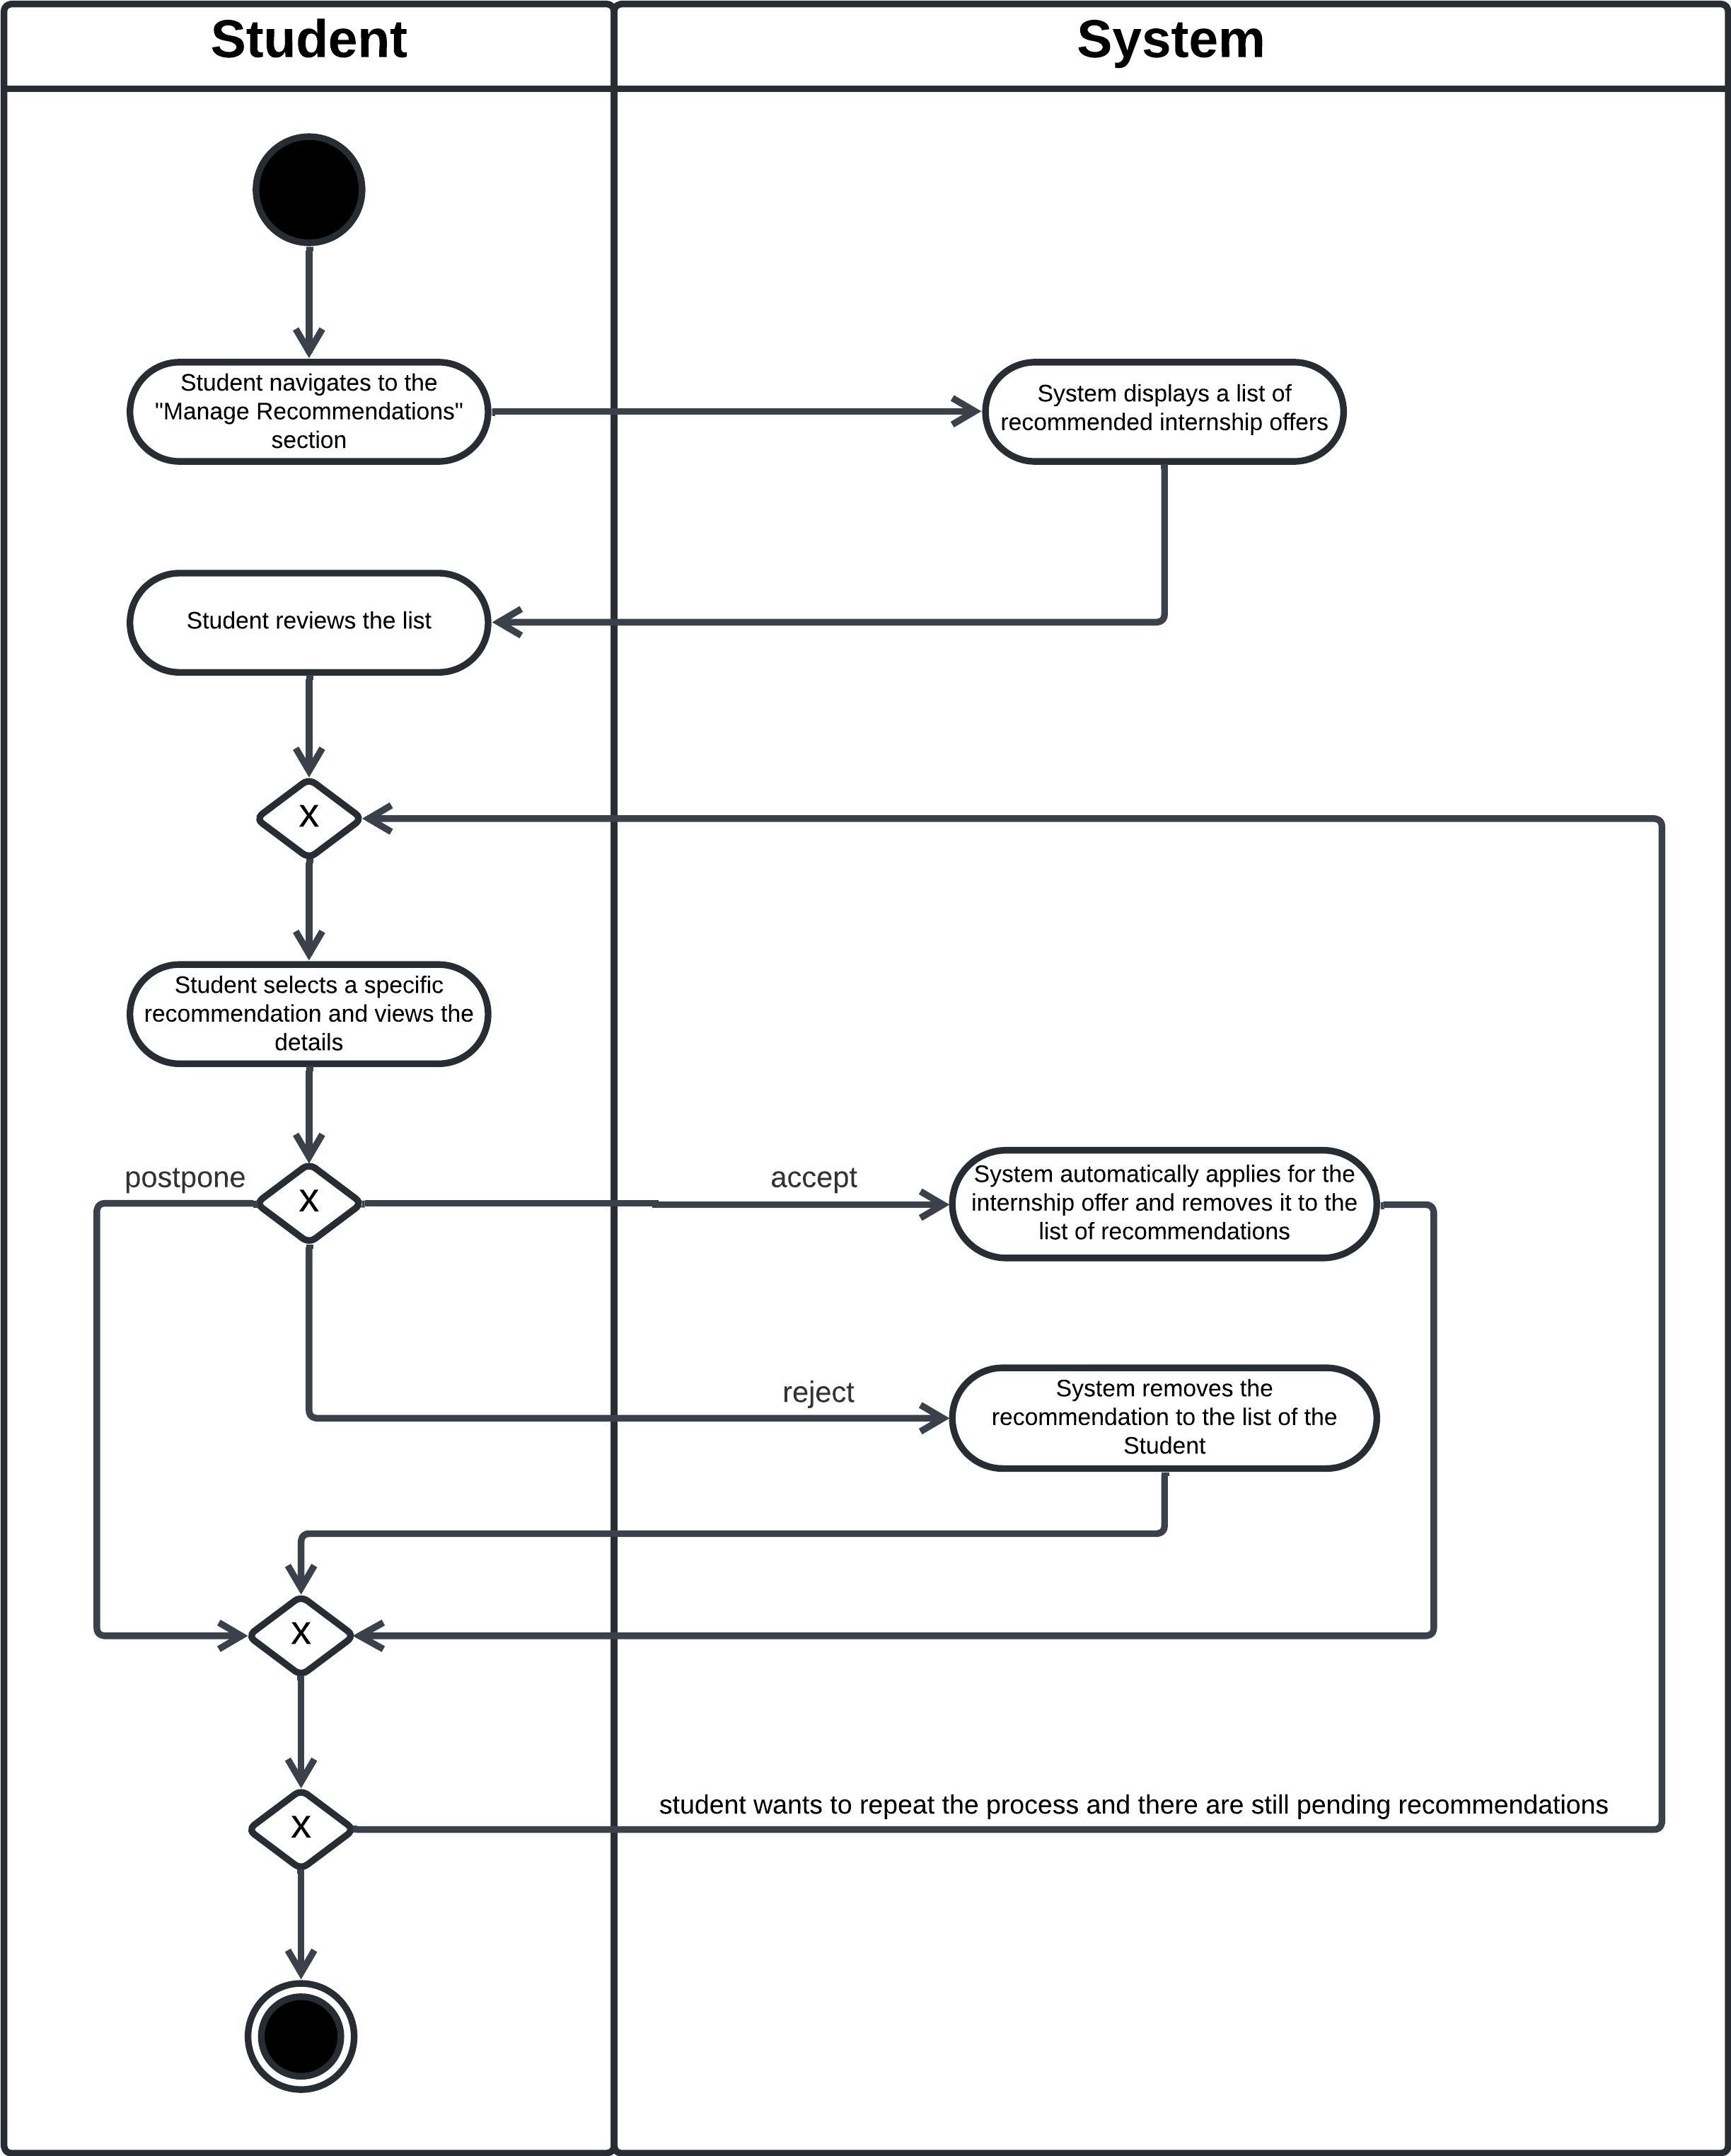 Student
System
Student navigates to the
"Manage Recommendations"
section
System displays a list of
recommended internship offers
Student reviews the list
X
Student selects a specific
recommendation and views the
details
postpone
X
accept
System automatically applies for the
internship offer and removes it to the
list of recommendations
reject
System removes the
recommendation to the list of the
Student
X
student wants to repeat the process and there are still pending recommendations
X